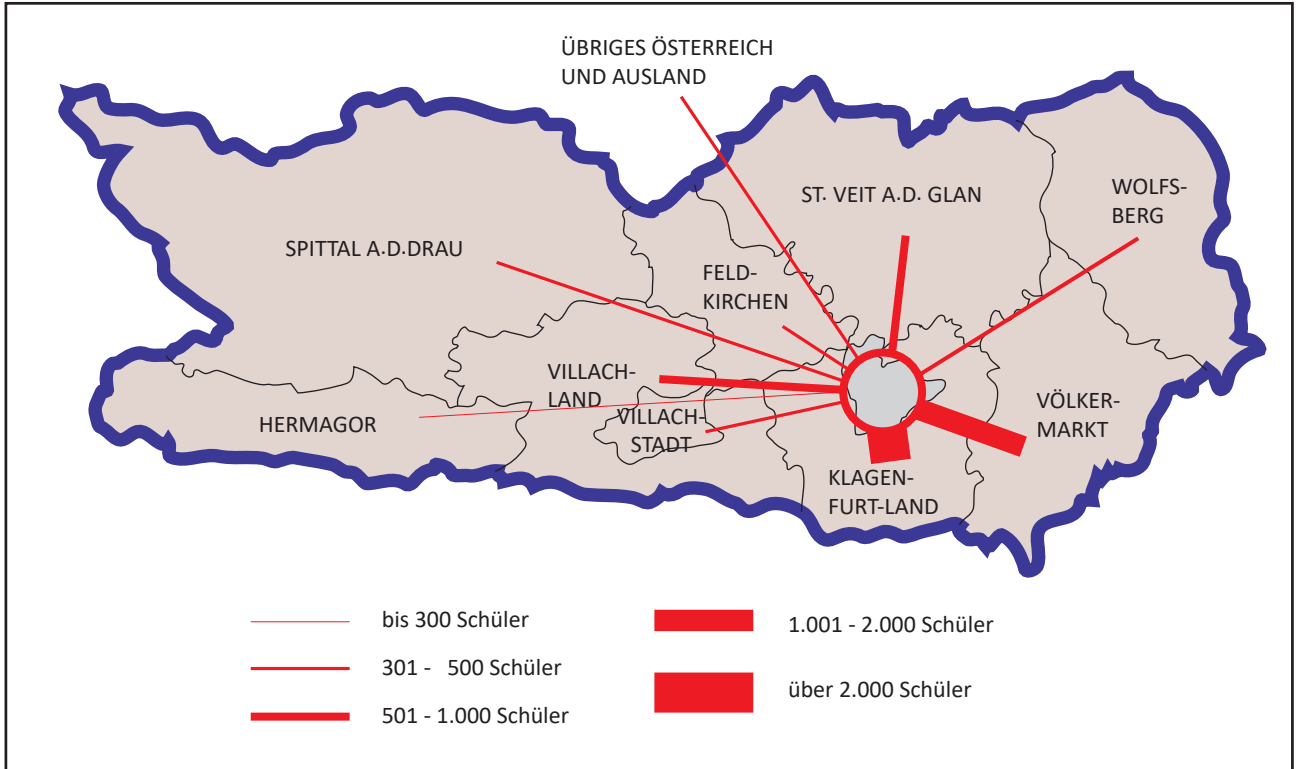 ÜBRIGES ÖSTERREICH
UND AUSLAND
ST. VEIT A.D. GLAN
WOLFS-
BERG
SPITTAL A.D.DRAU
FELD-
KIRCHEN
VILLACH-
LAND
HERMAGOR
VILLACH-
STADT
VÖLKER-
MARKT
KLAGEN-
FURT-LAND
bis 300 Schüler
301 - 500 Schüler
501 - 1.000 Schüler
1.001 - 2.000 Schüler
über 2.000 Schüler